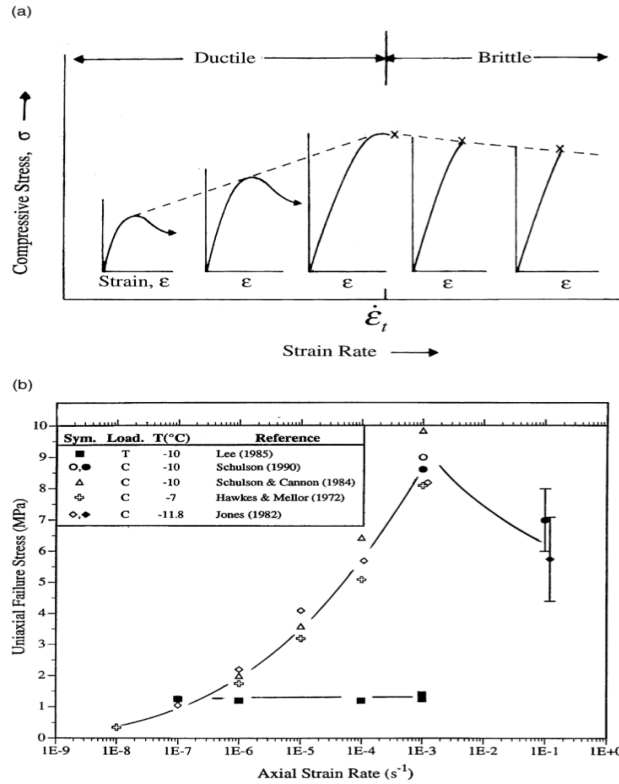 (a)
Ductile
Brittle
Compressive Stress, σ
Strain, ε
ε
ε
ε
ε
ε̇t
Strain Rate
(b)
Sym. Load. T(°C) Reference
T -10 Lee (1985)
, C -10 Schulson (1990)
C -10 Schulson & Cannon (1984)
C -7 Hawkes & Mellor (1972)
, C -11.8 Jones (1982)
Uniaxial Failure Stress (MPa)
10
9
8
7
6
5
4
3
2
1
0
1E-9 1E-8 1E-7 1E-6 1E-5 1E-4 1E-3 1E-2 1E-1 1E0
Axial Strain Rate (s⁻¹)